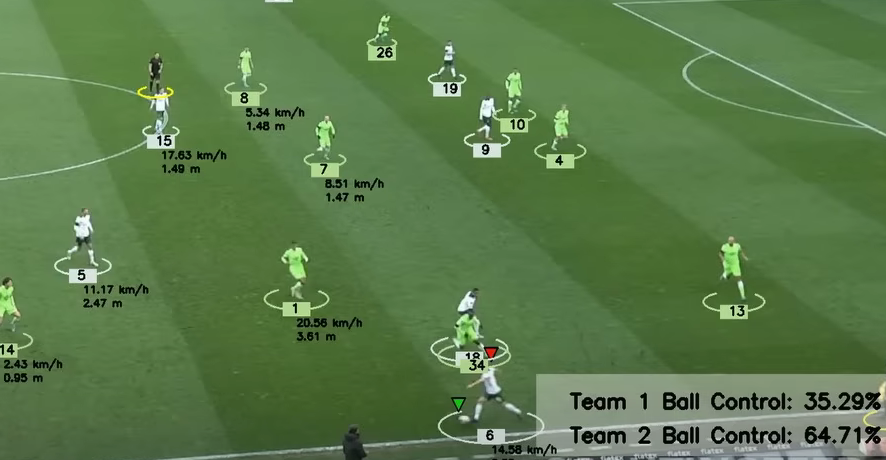 26
19
8
5.34 km/h
1.48 m
10
15
17.63 km/h
1.49 m
9
4
7
8.51 km/h
1.47 m
5
11.17 km/h
2.47 m
1
20.56 km/h
3.61 m
13
14
2.43 km/h
0.95 m
18
34
Team 1 Ball Control: 35.29%
6
Team 2 Ball Control: 64.71%
14.58 km/h
flatex